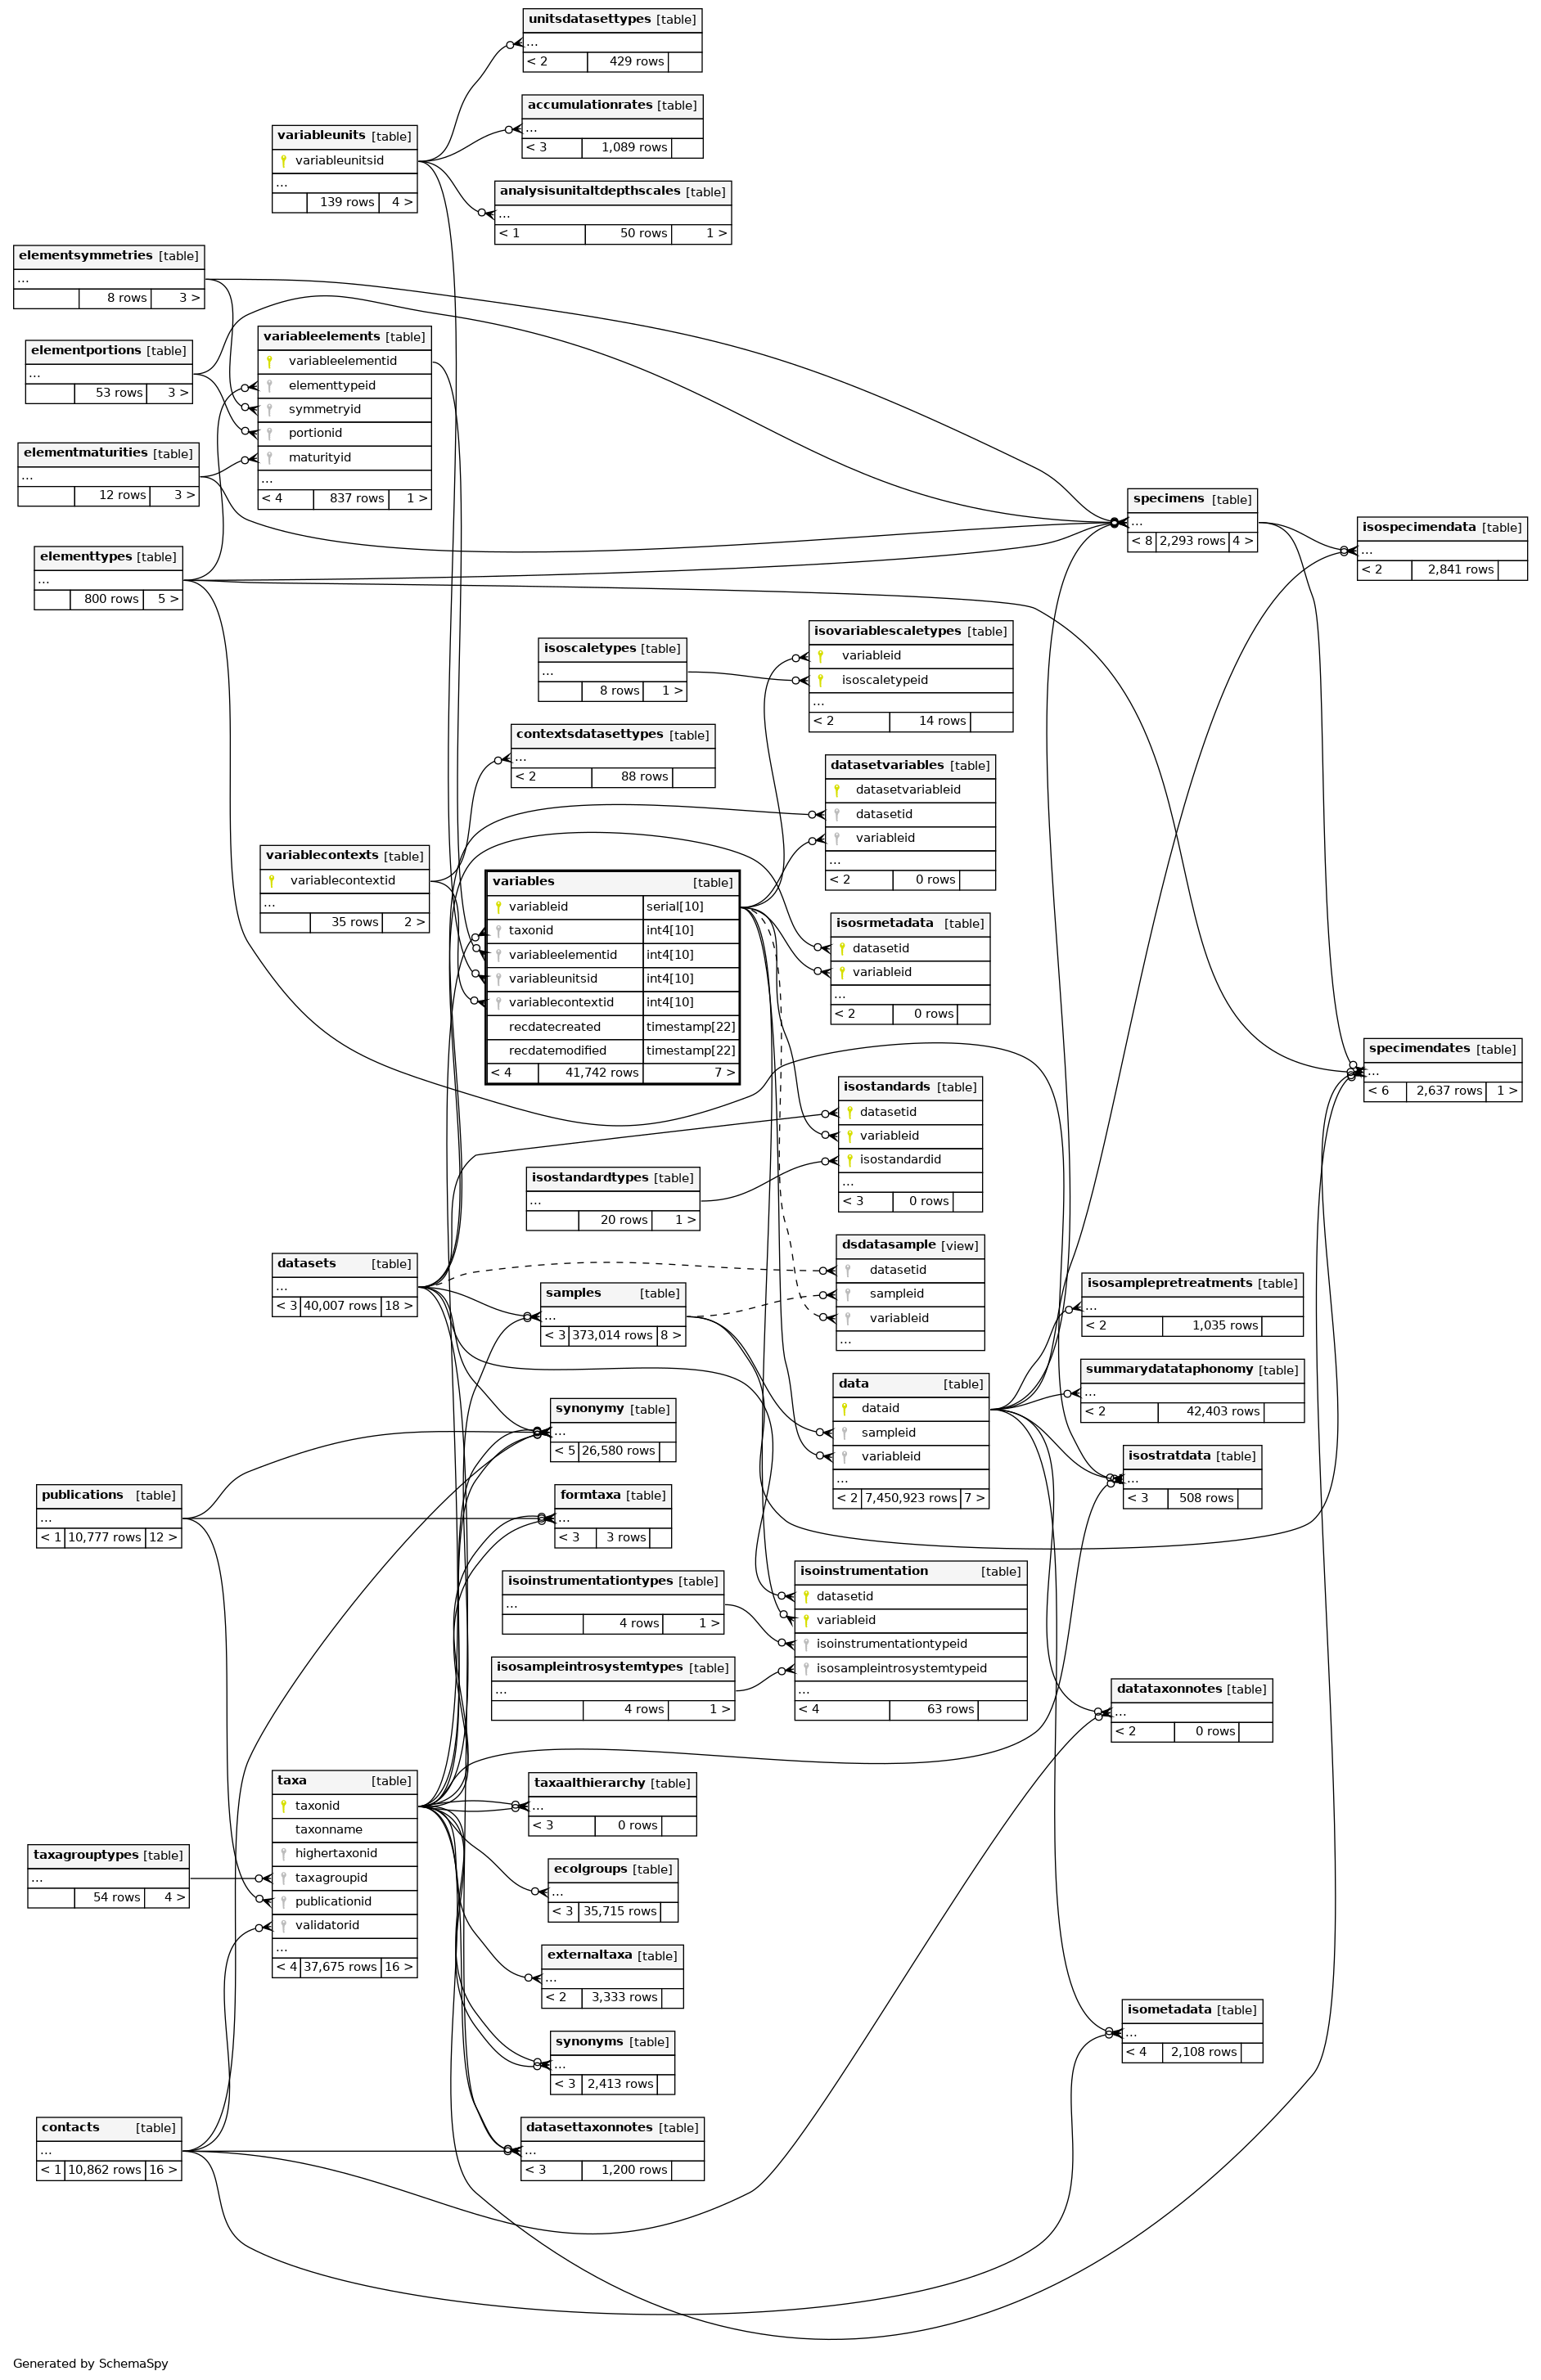 unitsdatasettypes [table]
...
< 2 429 rows
accumulationrates [table]
...
< 3 1,089 rows
variableunits [table]
variableunitsid
...
139 rows 4 >
analysisunitaltdepthscales [table]
...
< 1 50 rows 1 >
elementsymmetries [table]
...
8 rows 3 >
elementportions [table]
...
53 rows 3 >
variableelements [table]
variableelementid
elementtypeid
symmetryid
portionid
maturityid
...
< 4 837 rows 1 >
elementmaturities [table]
...
12 rows 3 >
elementtypes [table]
...
800 rows 5 >
specimens [table]
...
< 8 2,293 rows 4 >
isospecimendata [table]
...
< 2 2,841 rows
isoscaletypes [table]
...
8 rows 1 >
isovariablescaletypes [table]
variableid
isoscaletypeid
...
< 2 14 rows
contextsdatasettypes [table]
...
< 2 88 rows
datasetvariables [table]
datasetvariableid
datasetid
variableid
...
< 2 0 rows
variablecontexts [table]
variablecontextid
...
35 rows 2 >
variables [table]
variableid serial[10]
taxonid int4[10]
variableelementid int4[10]
variableunitsid int4[10]
variablecontextid int4[10]
recdatecreated timestamp[22]
recdatemodified timestamp[22]
< 4 41,742 rows 7 >
isosrmetadata [table]
datasetid
variableid
...
< 2 0 rows
specimendates [table]
...
< 6 2,637 rows 1 >
isostandards [table]
datasetid
variableid
isostandardid
...
< 3 0 rows
isostandardtypes [table]
...
20 rows 1 >
datasets [table]
...
< 3 40,007 rows 18 >
dsdatasample [view]
datasetid
sampleid
variableid
...
samples [table]
...
< 3 373,014 rows 8 >
isosamplepretreatments [table]
...
< 2 1,035 rows
summarydatataphonomy [table]
...
< 2 42,403 rows
data [table]
dataid
sampleid
variableid
...
< 2 7,450,923 rows 7 >
synonymy [table]
...
< 5 26,580 rows
isostratdata [table]
...
< 3 508 rows
publications [table]
...
< 1 10,777 rows 12 >
formtaxa [table]
...
< 3 3 rows
isoinstrumentationtypes [table]
...
4 rows 1 >
isoinstrumentation [table]
datasetid
variableid
isoinstrumentationtypeid
isosampleintrosystemtypeid
...
< 4 63 rows
isosampleintrosystemtypes [table]
...
4 rows 1 >
datataxonnotes [table]
...
< 2 0 rows
taxa [table]
taxonid
taxonname
highertaxonid
taxagroupid
publicationid
validatorid
...
< 4 37,675 rows 16 >
taxaalthierarchy [table]
...
< 3 0 rows
taxagrouptypes [table]
...
54 rows 4 >
ecolgroups [table]
...
< 3 35,715 rows
externaltaxa [table]
...
< 2 3,333 rows
isometadata [table]
...
< 4 2,108 rows
synonyms [table]
...
< 3 2,413 rows
contacts [table]
...
< 1 10,862 rows 16 >
datasettaxonnotes [table]
...
< 3 1,200 rows
Generated by SchemaSpy